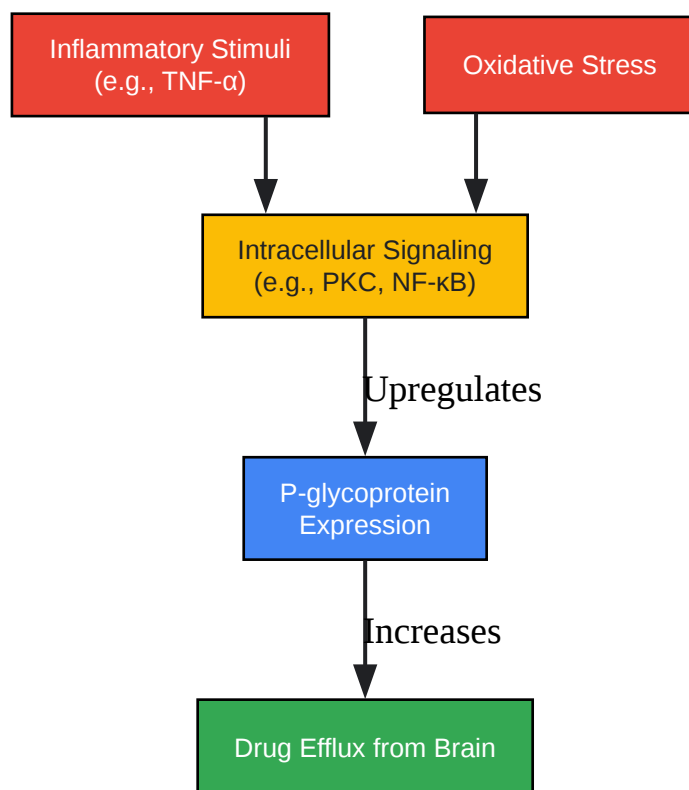 Inflammatory Stimuli
(e.g., TNF-α)
Oxidative Stress
Intracellular Signaling
(e.g., PKC, NF-κB)
Upregulates
P-glycoprotein
Expression
Increases
Drug Efflux from Brain